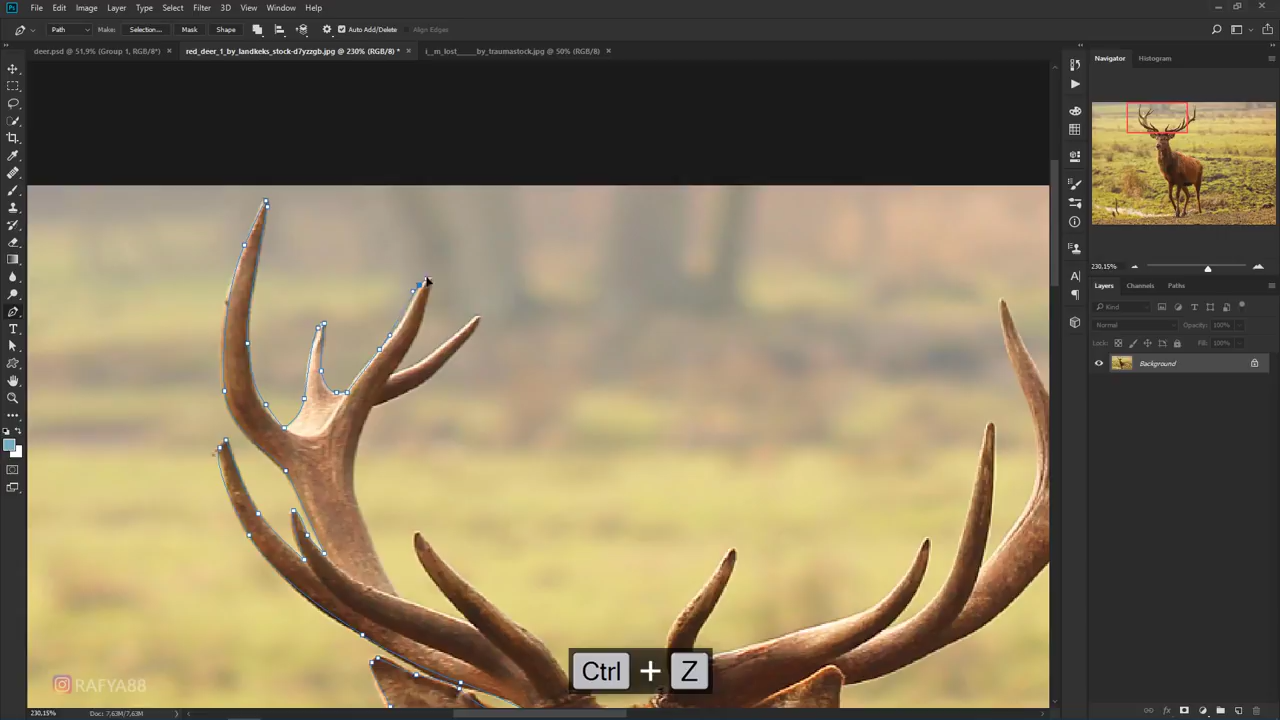 Ps File Edit Image Layer Type Select Filter 3D View Window Help
Path Makes: Selection... Mask Shape Auto Add/Delete Align Edges
deer.psd @ 51,9% (Group 1, RGB/8*) × red_deer_1_by_landkeks_stock-d7yzzgb.jpg @ 230% (RGB/8) * × i__m_lost_____by_traumastock.jpg @ 50% (RGB/8) ×
Navigator Histogram
230,15%
Layers Channels Paths
Kind
Normal Opacity: 100%
Lock: Fill: 100%
Background
Ctrl + Z
RAFYA88
230,15% Doc: 7,63M/7,63M